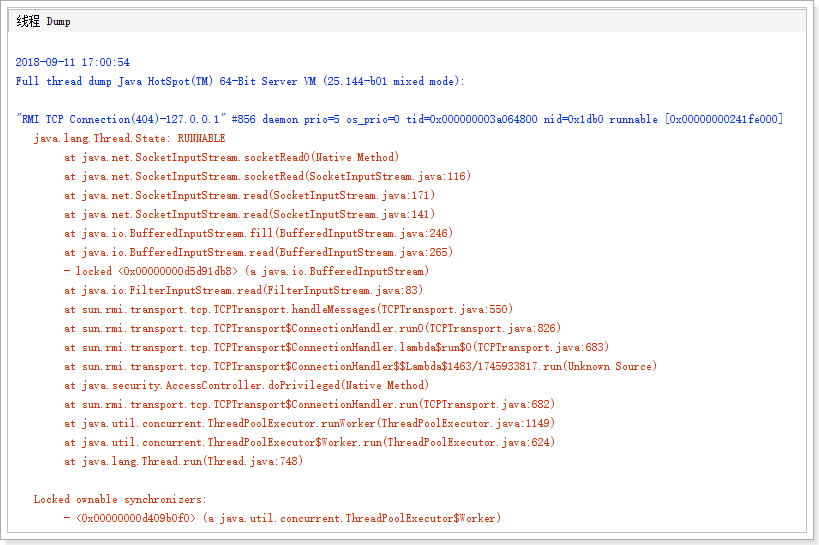 线程 Dump
2018-09-11 17:00:54
Full thread dump Java HotSpot(TM) 64-Bit Server VM (25.144-b01 mixed mode):
"RMI TCP Connection(404)-127.0.0.1" #856 daemon prio=5 os_prio=0 tid=0x000000003a064800 nid=0x1db0 runnable [0x00000000241fe000]
java.lang.Thread.State: RUNNABLE
at java.net.SocketInputStream.socketRead0(Native Method)
at java.net.SocketInputStream.socketRead(SocketInputStream.java:116)
at java.net.SocketInputStream.read(SocketInputStream.java:171)
at java.net.SocketInputStream.read(SocketInputStream.java:141)
at java.io.BufferedInputStream.fill(BufferedInputStream.java:246)
at java.io.BufferedInputStream.read(BufferedInputStream.java:265)
- locked <0x00000000d5d91db8> (a java.io.BufferedInputStream)
at java.io.FilterInputStream.read(FilterInputStream.java:83)
at sun.rmi.transport.tcp.TCPTransport.handleMessages(TCPTransport.java:550)
at sun.rmi.transport.tcp.TCPTransport$ConnectionHandler.run0(TCPTransport.java:826)
at sun.rmi.transport.tcp.TCPTransport$ConnectionHandler.lambda$run$0(TCPTransport.java:683)
at sun.rmi.transport.tcp.TCPTransport$ConnectionHandler$$Lambda$1463/1745933817.run(Unknown Source)
at java.security.AccessController.doPrivileged(Native Method)
at sun.rmi.transport.tcp.TCPTransport$ConnectionHandler.run(TCPTransport.java:682)
at java.util.concurrent.ThreadPoolExecutor.runWorker(ThreadPoolExecutor.java:1149)
at java.util.concurrent.ThreadPoolExecutor$Worker.run(ThreadPoolExecutor.java:624)
at java.lang.Thread.run(Thread.java:748)
Locked ownable synchronizers:
- <0x00000000d409b0f0> (a java.util.concurrent.ThreadPoolExecutor$Worker)